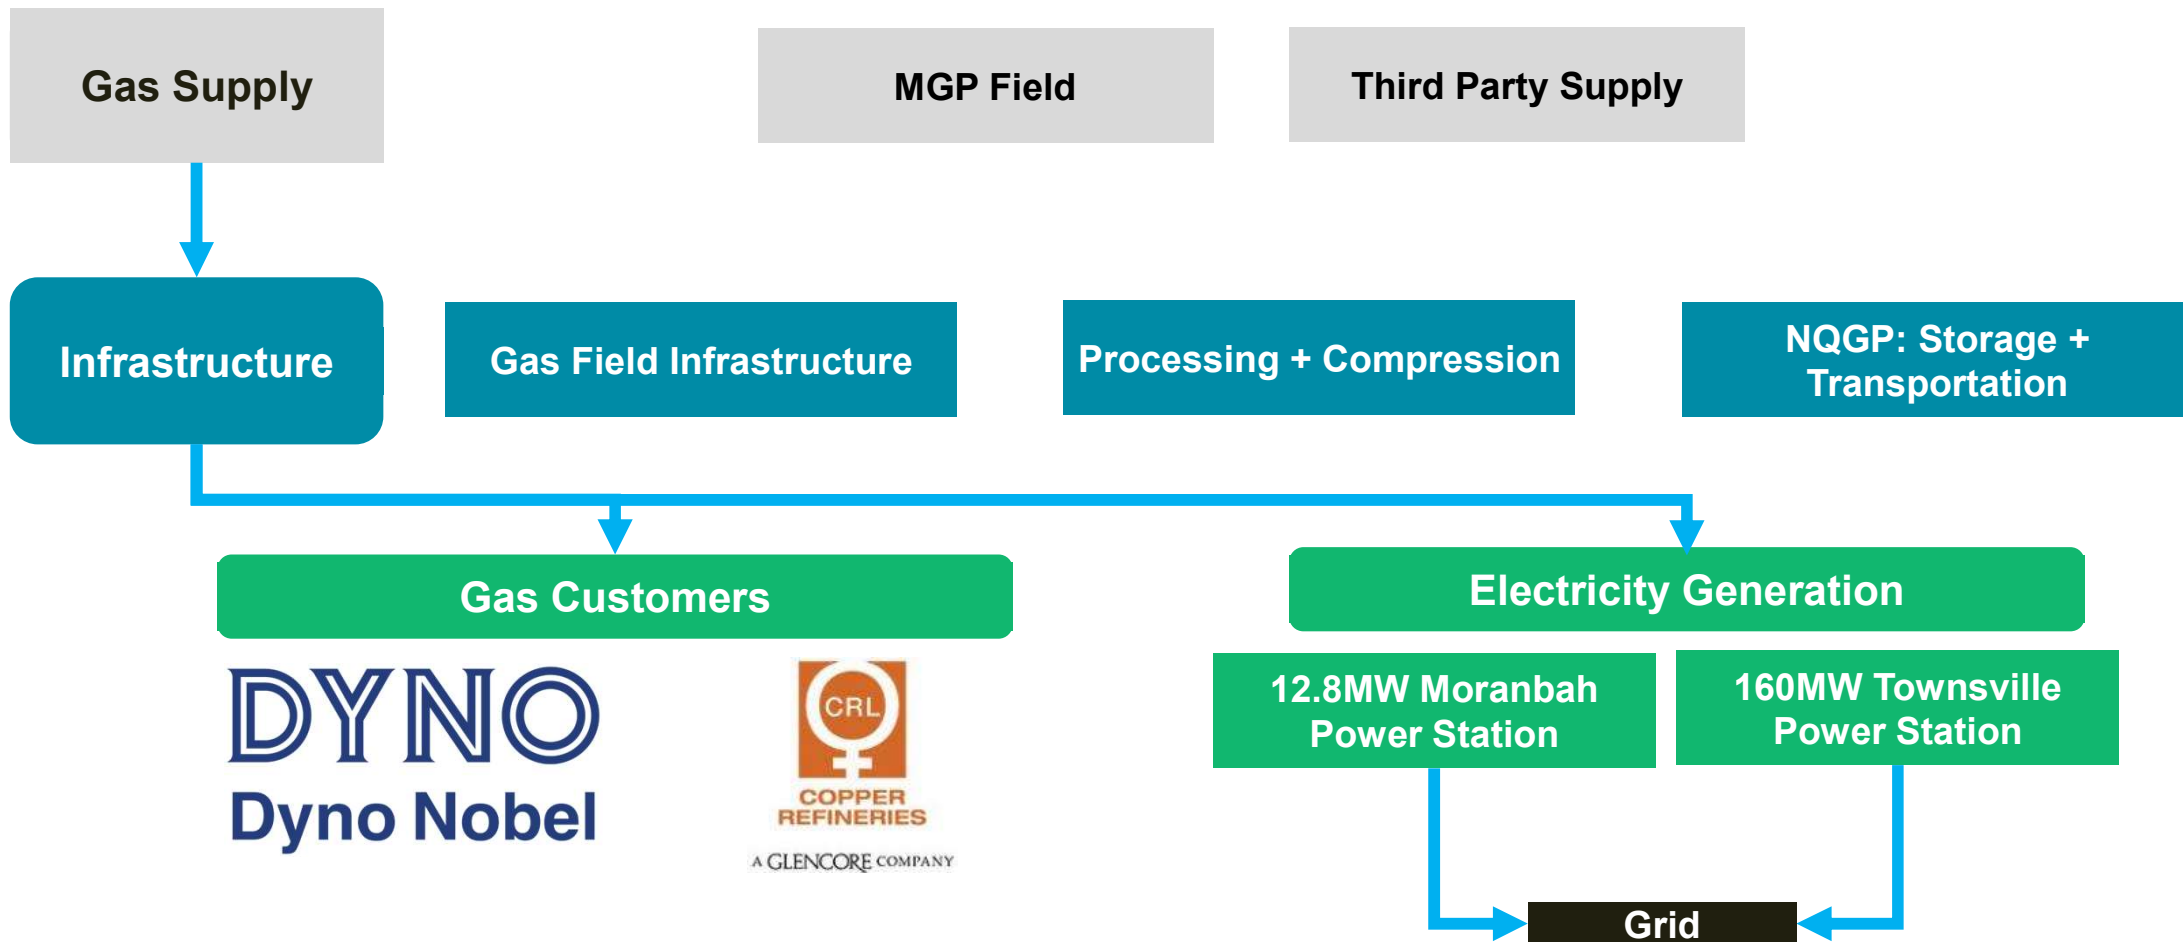 Gas Supply
MGP Field
Third Party Supply
Infrastructure
Gas Field Infrastructure
Processing + Compression
NQGP: Storage +
Transportation
Gas Customers
Electricity Generation
DYNO
Dyno Nobel
CRL
COPPER
REFINERIES
A GLENCORE COMPANY
12.8MW Moranbah
Power Station
160MW Townsville
Power Station
Grid